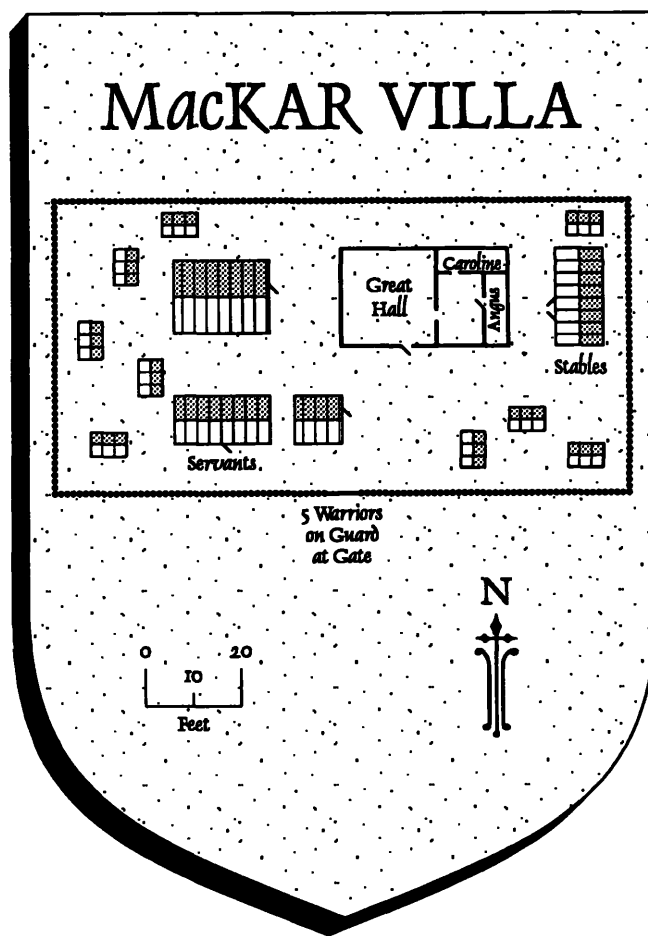 MacKAR VILLA
Great
Hall
Caroline
Angus
Stables
Servants
5 Warriors
on Guard
at Gate
N
0 20
10
Feet